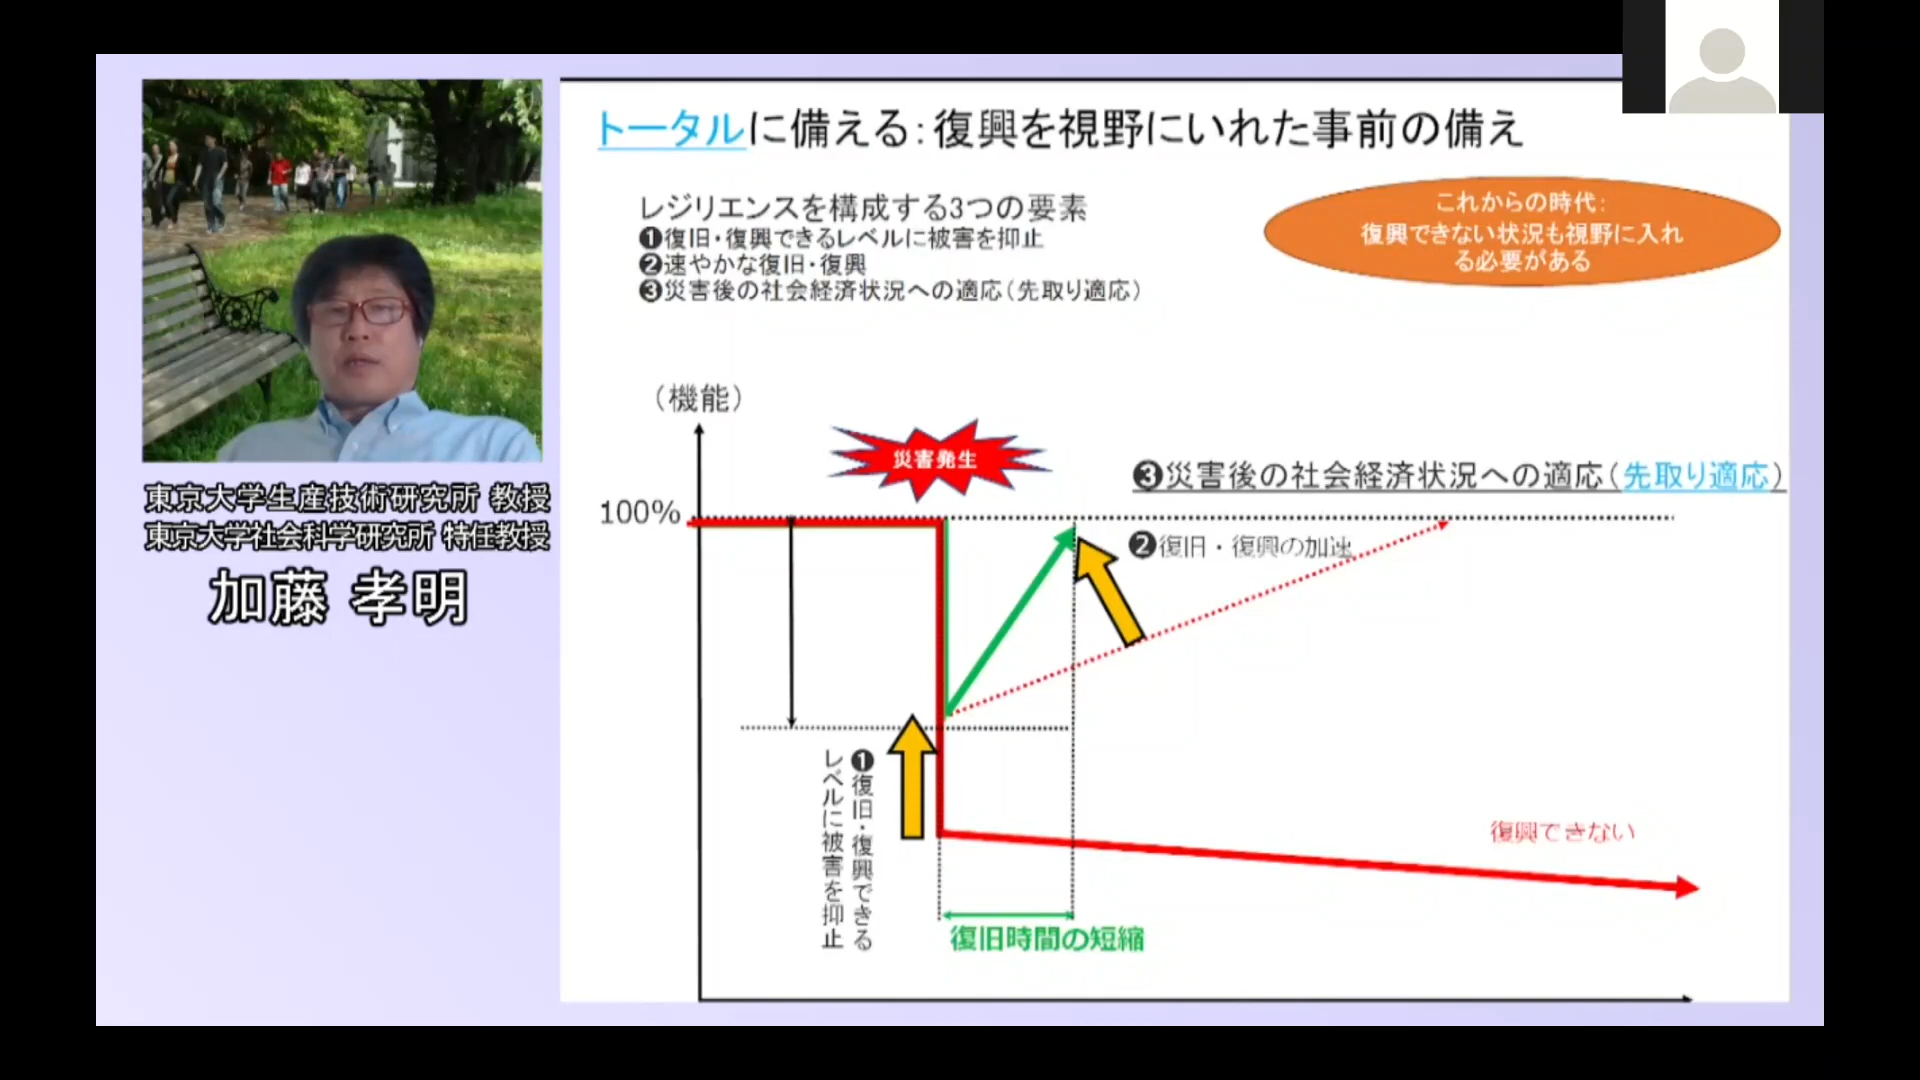 東京大学生産技術研究所 教授
東京大学社会科学研究所 特任教授
加藤 孝明
トータルに備える:復興を視野にいれた事前の備え
レジリエンスを構成する3つの要素
❶復旧・復興できるレベルに被害を抑止
❷速やかな復旧・復興
❸災害後の社会経済状況への適応(先取り適応)
これからの時代:
復興できない状況も視野に入れ
る必要がある
(機能)
災害発生
❸災害後の社会経済状況への適応(先取り適応)
100%
❷復旧・復興の加速
❶復旧・復興できる
レベルに被害を抑止
復興できない
復旧時間の短縮